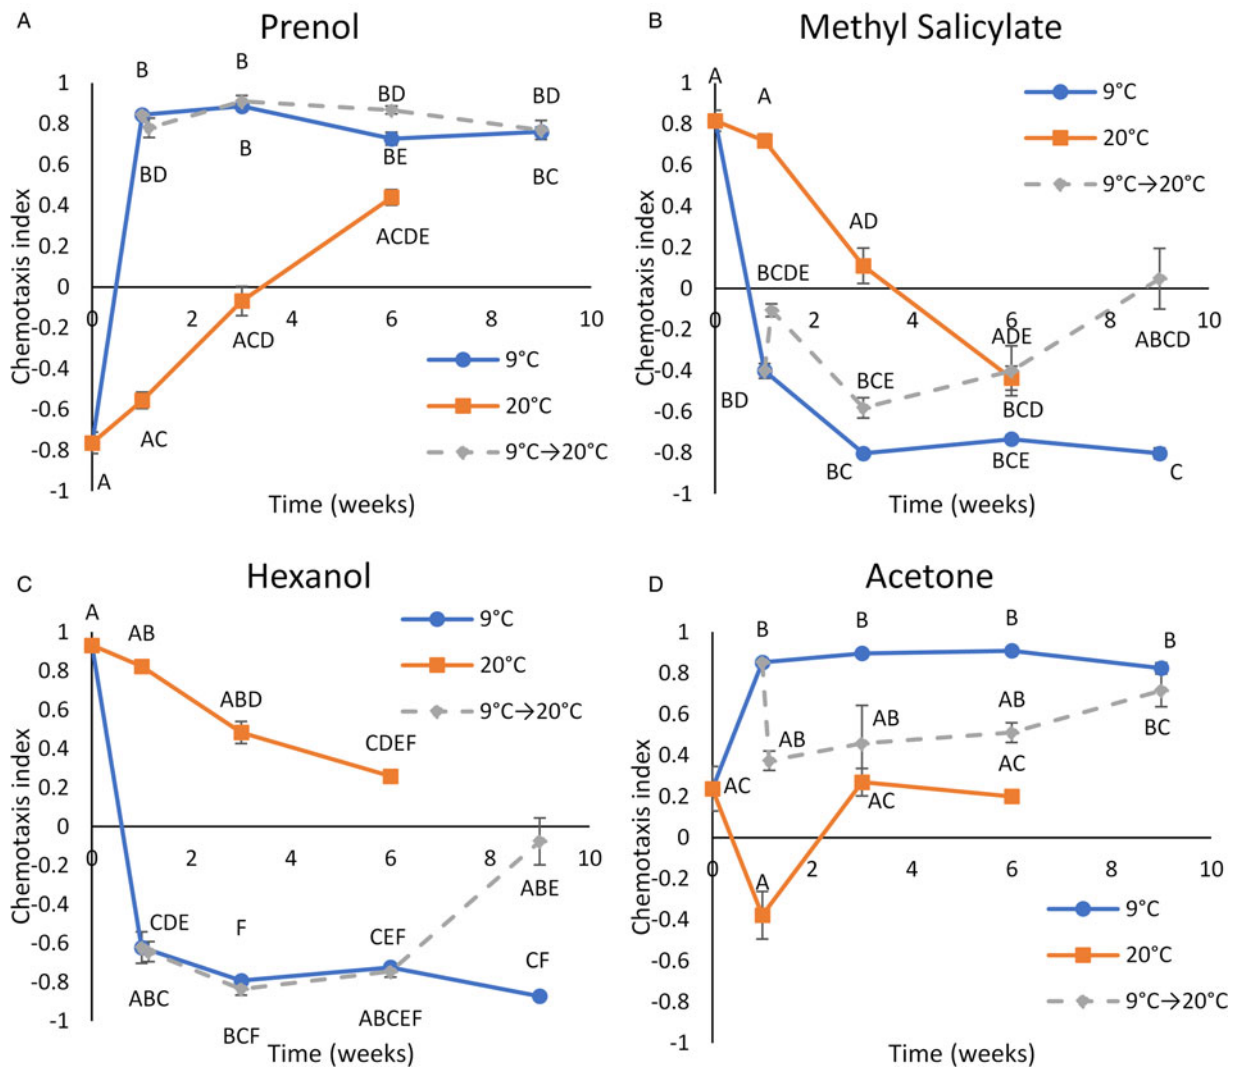 A
Prenol
B
B
BD
BD
1
0.8
0.6
0.4
0.2
0
-0.2
-0.4
-0.6
-0.8
-1
BD
B
BE
BC
ACDE
ACD
AC
A
0 2 4 6 8 10
9°C
20°C
9°C→20°C
Chemotaxis index
Time (weeks)
B
Methyl Salicylate
A
A
1
0.8
0.6
0.4
0.2
0
-0.2
-0.4
-0.6
-0.8
-1
9°C
20°C
9°C→20°C
AD
BCDE
ADE
ABCD
BD
BCE
BCD
BC
BCE
C
0 2 4 6 8 10
Chemotaxis index
Time (weeks)
C
Hexanol
A
AB
ABD
CDEF
1
0.8
0.6
0.4
0.2
0
-0.2
-0.4
-0.6
-0.8
-1
9°C
20°C
9°C→20°C
0 2 4 6 8 10
CDE
F
CEF
ABE
CF
ABC
BCF
ABCEF
Chemotaxis index
Time (weeks)
D
Acetone
B
B
B
B
1
0.8
0.6
0.4
0.2
0
-0.2
-0.4
-0.6
-0.8
-1
AC
AB
AB
AB
BC
AC
AC
A
0 2 4 6 8 10
9°C
20°C
9°C→20°C
Chemotaxis index
Time (weeks)